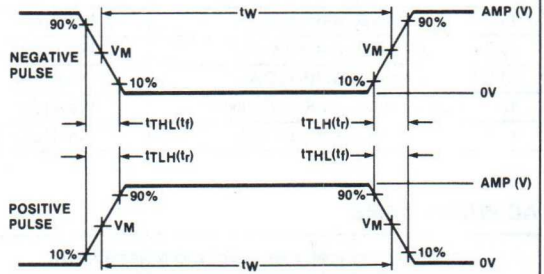 tW
90%
90%
AMP (V)
NEGATIVE
PULSE
VM
VM
10%
10%
0V
tTHL(tf)
tTLH(tr)
tTLH(tr)
tTHL(tf)
90%
90%
AMP (V)
POSITIVE
PULSE
VM
VM
10%
10%
tW
0V